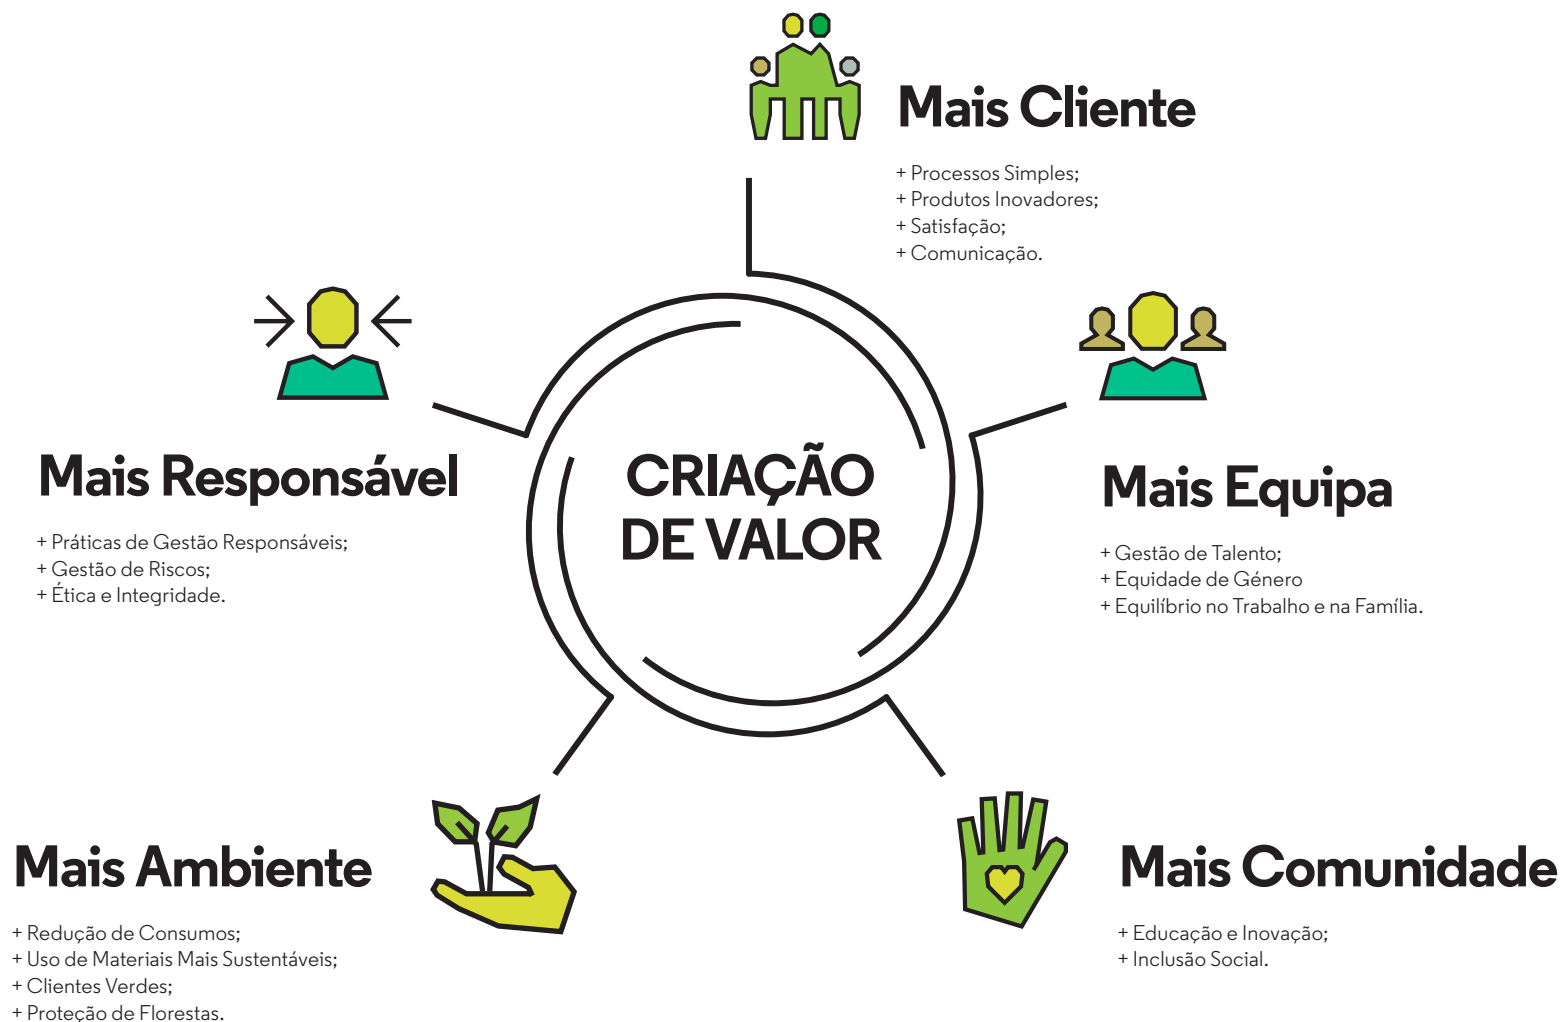 Mais Cliente
+ Processos Simples;
+ Produtos Inovadores;
+ Satisfação;
+ Comunicação.
Mais Responsável
+ Práticas de Gestão Responsáveis;
+ Gestão de Riscos;
+ Ética e Integridade.
CRIAÇÃO
DE VALOR
Mais Equipa
+ Gestão de Talento;
+ Equidade de Género
+ Equilíbrio no Trabalho e na Família.
Mais Ambiente
+ Redução de Consumos;
+ Uso de Materiais Mais Sustentáveis;
+ Clientes Verdes;
+ Proteção de Florestas.
Mais Comunidade
+ Educação e Inovação;
+ Inclusão Social.